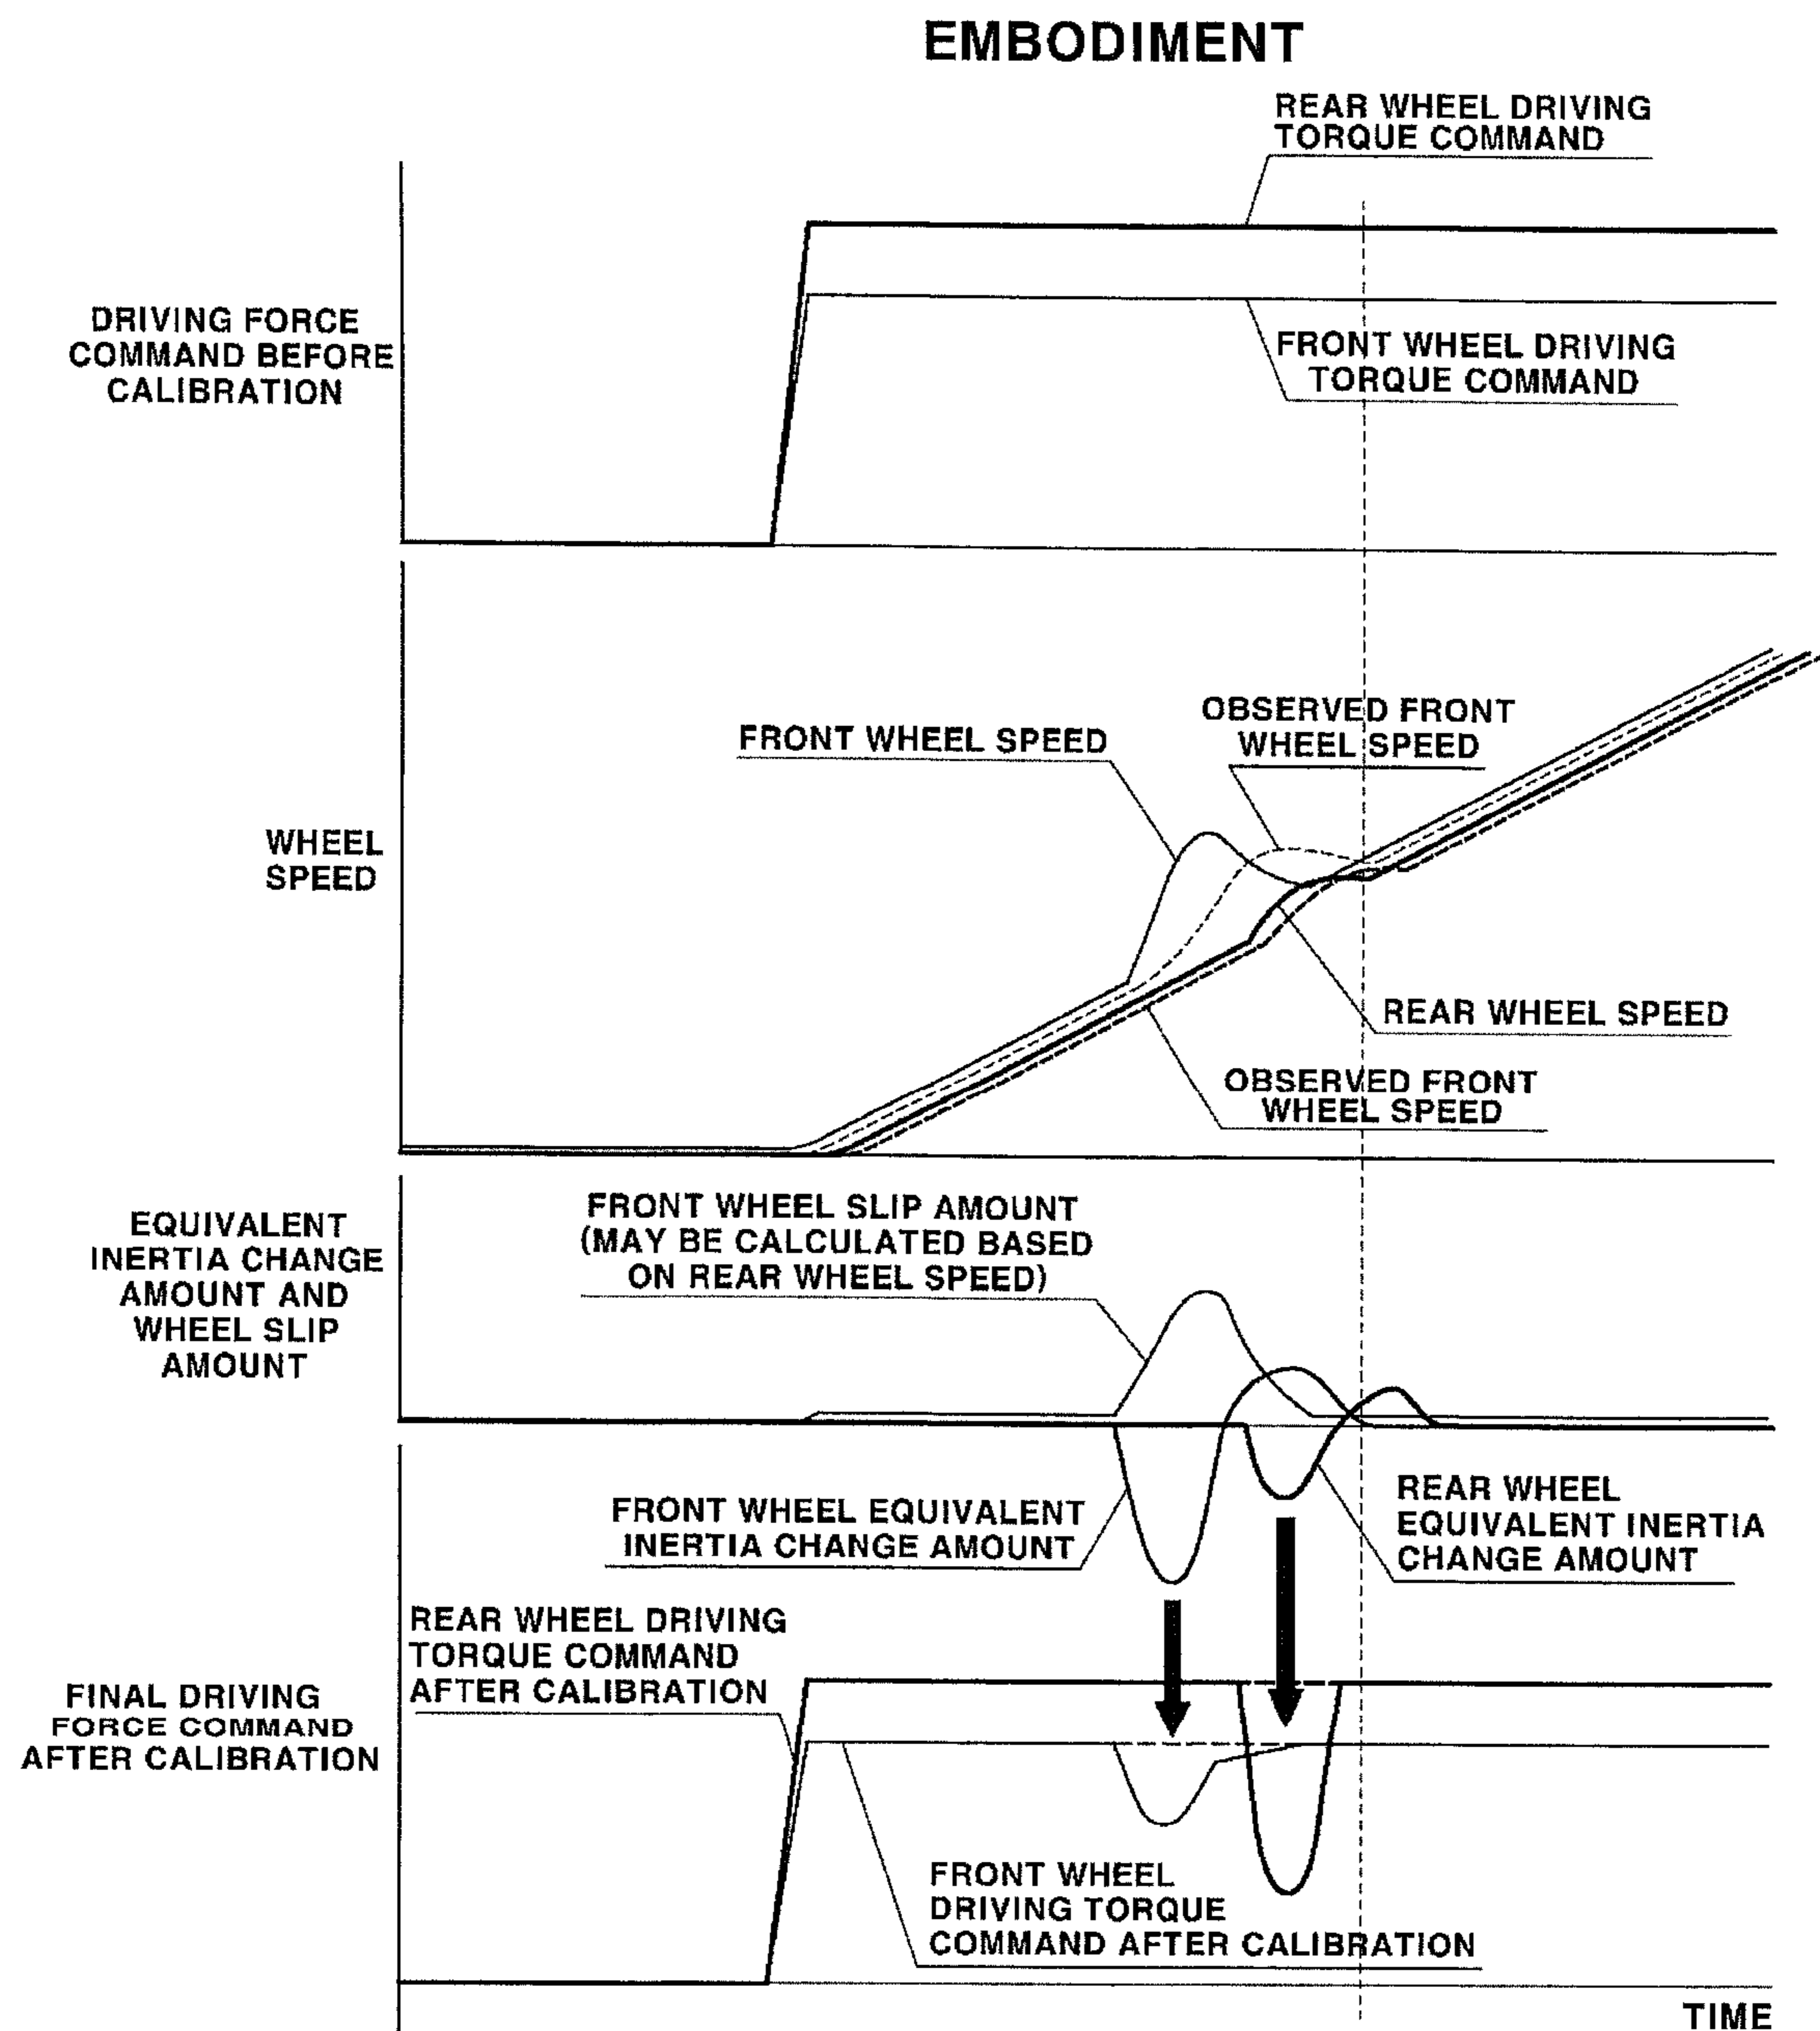 EMBODIMENT
REAR WHEEL DRIVING
TORQUE COMMAND
DRIVING FORCE
COMMAND BEFORE
CALIBRATION
FRONT WHEEL DRIVING
TORQUE COMMAND
OBSERVED FRONT
WHEEL SPEED
FRONT WHEEL SPEED
WHEEL
SPEED
REAR WHEEL SPEED
OBSERVED FRONT
WHEEL SPEED
EQUIVALENT
INERTIA CHANGE
AMOUNT AND
WHEEL SLIP
AMOUNT
FRONT WHEEL SLIP AMOUNT
(MAY BE CALCULATED BASED
ON REAR WHEEL SPEED)
FRONT WHEEL EQUIVALENT
INERTIA CHANGE AMOUNT
REAR WHEEL
EQUIVALENT INERTIA
CHANGE AMOUNT
REAR WHEEL DRIVING
TORQUE COMMAND
AFTER CALIBRATION
FINAL DRIVING
FORCE COMMAND
AFTER CALIBRATION
FRONT WHEEL
DRIVING TORQUE
COMMAND AFTER CALIBRATION
TIME